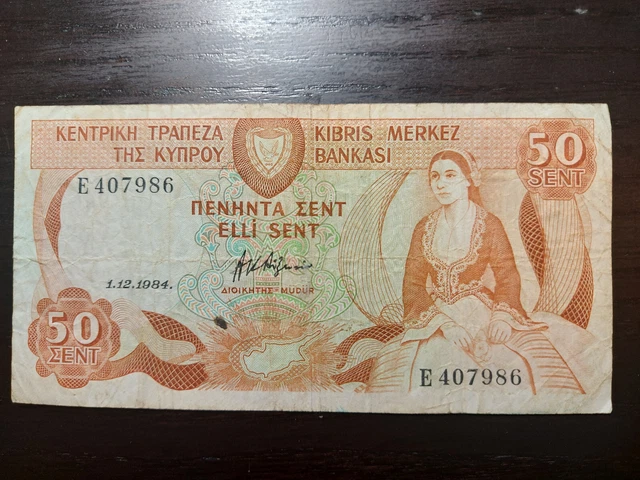 ΚΕΝΤΡΙΚΗ ΤΡΑΠΕΖΑ
ΤΗΣ ΚΥΠΡΟΥ
KIBRIS MERKEZ
BANKASI
50
SENT
E 407986
ΠΕΝΗΝΤΑ ΣΕΝΤ
ELLİ SENT
1.12.1984.
ΔΙΟΙΚΗΤΗΣ - MÜDÜR
50
ΣΕΝΤ
E 407986